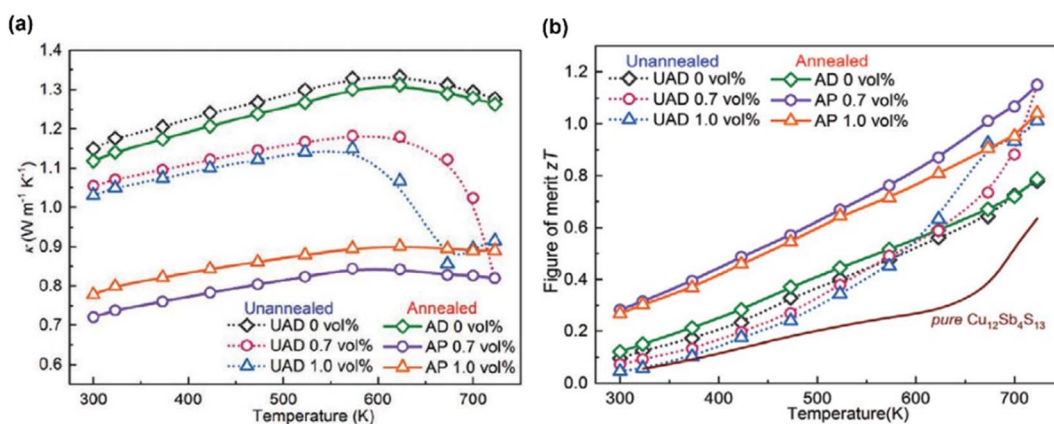 (a)
1.4
1.3
1.2
1.1
1.0
0.9
0.8
0.7
0.6
κ (W m⁻¹ K⁻¹)
Unannealed Annealed
UAD 0 vol% AD 0 vol%
UAD 0.7 vol% AP 0.7 vol%
UAD 1.0 vol% AP 1.0 vol%
300 400 500 600 700
Temperature (K)
(b)
1.2
1.0
0.8
0.6
0.4
0.2
0.0
Figure of merit zT
Unannealed Annealed
UAD 0 vol% AD 0 vol%
UAD 0.7 vol% AP 0.7 vol%
UAD 1.0 vol% AP 1.0 vol%
pure Cu₁₂Sb₄S₁₃
300 400 500 600 700
Temperature(K)